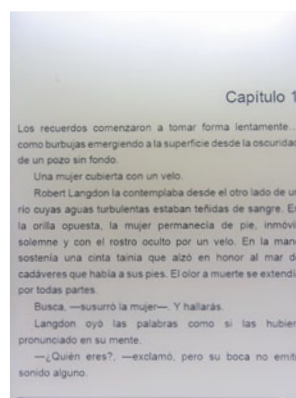 Capítulo 1
Los recuerdos comenzaron a tomar forma lentamente...
como burbujas emergiendo a la superficie desde la oscuridad
de un pozo sin fondo.
Una mujer cubierta con un velo.
Robert Langdon la contemplaba desde el otro lado de un
río cuyas aguas turbulentas estaban teñidas de sangre. En
la orilla opuesta, la mujer permanecía de pie, inmóvil,
solemne y con el rostro oculto por un velo. En la mano
sostenía una cinta tainia que alzó en honor al mar de
cadáveres que había a sus pies. El olor a muerte se extendía
por todas partes.
Busca, —susurró la mujer—. Y hallarás.
Langdon oyó las palabras como si las hubiera
pronunciado en su mente.
—¿Quién eres?, —exclamó, pero su boca no emitió
sonido alguno.